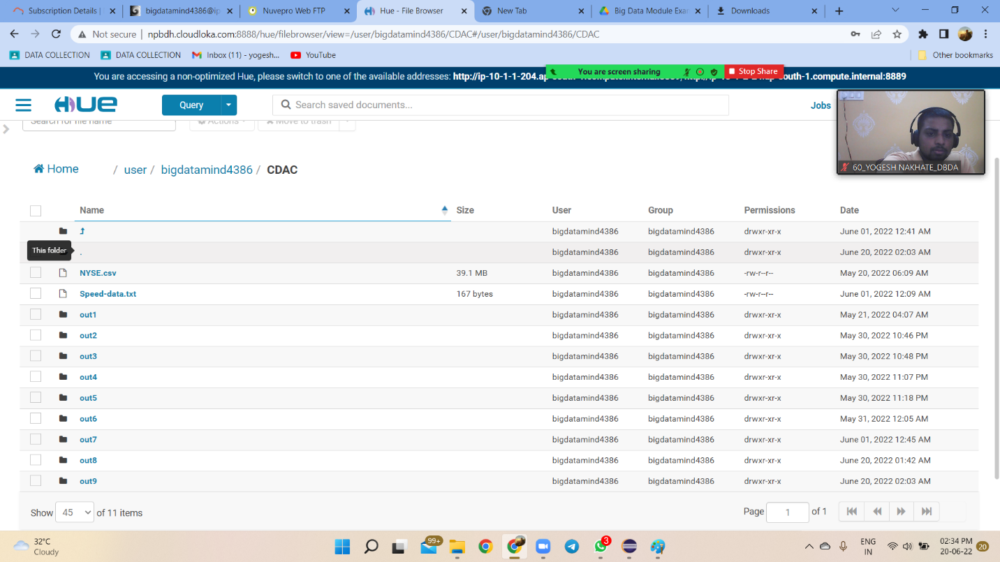 Subscription Details |
bigdatamind4386@ip
Nuvepro Web FTP
Hue - File Browser
New Tab
Big Data Module Exar
Downloads
Not secure | npbdh.cloudloka.com:8888/hue/filebrowser/view=/user/bigdatamind4386/CDAC#/user/bigdatamind4386/CDAC
DATA COLLECTION
DATA COLLECTION
Inbox (11) - yogesh...
YouTube
Other bookmarks
You are accessing a non-optimized Hue, please switch to one of the available addresses: http://ip-10-1-1-204.ap
outh-1.compute.internal:8889
You are screen sharing
Stop Share
HUE
Query
Search saved documents...
Jobs
Search for file name
Actions
Move to trash
60_YOGESH NAKHATE_DBDA
Home / user / bigdatamind4386 / CDAC
Name Size User Group Permissions Date
bigdatamind4386 bigdatamind4386 drwxr-xr-x June 01, 2022 12:41 AM
This folder
. bigdatamind4386 bigdatamind4386 drwxr-xr-x June 20, 2022 02:03 AM
NYSE.csv 39.1 MB bigdatamind4386 bigdatamind4386 -rw-r--r-- May 20, 2022 06:09 AM
Speed-data.txt 167 bytes bigdatamind4386 bigdatamind4386 -rw-r--r-- June 01, 2022 12:09 AM
out1 bigdatamind4386 bigdatamind4386 drwxr-xr-x May 21, 2022 04:07 AM
out2 bigdatamind4386 bigdatamind4386 drwxr-xr-x May 30, 2022 10:46 PM
out3 bigdatamind4386 bigdatamind4386 drwxr-xr-x May 30, 2022 10:48 PM
out4 bigdatamind4386 bigdatamind4386 drwxr-xr-x May 30, 2022 11:07 PM
out5 bigdatamind4386 bigdatamind4386 drwxr-xr-x May 30, 2022 11:18 PM
out6 bigdatamind4386 bigdatamind4386 drwxr-xr-x May 31, 2022 12:05 AM
out7 bigdatamind4386 bigdatamind4386 drwxr-xr-x June 01, 2022 12:45 AM
out8 bigdatamind4386 bigdatamind4386 drwxr-xr-x June 20, 2022 01:42 AM
out9 bigdatamind4386 bigdatamind4386 drwxr-xr-x June 20, 2022 02:03 AM
Show 45 of 11 items
Page 1 of 1
32°C
Cloudy
99+
3
ENG
IN
02:34 PM
20-06-22
20